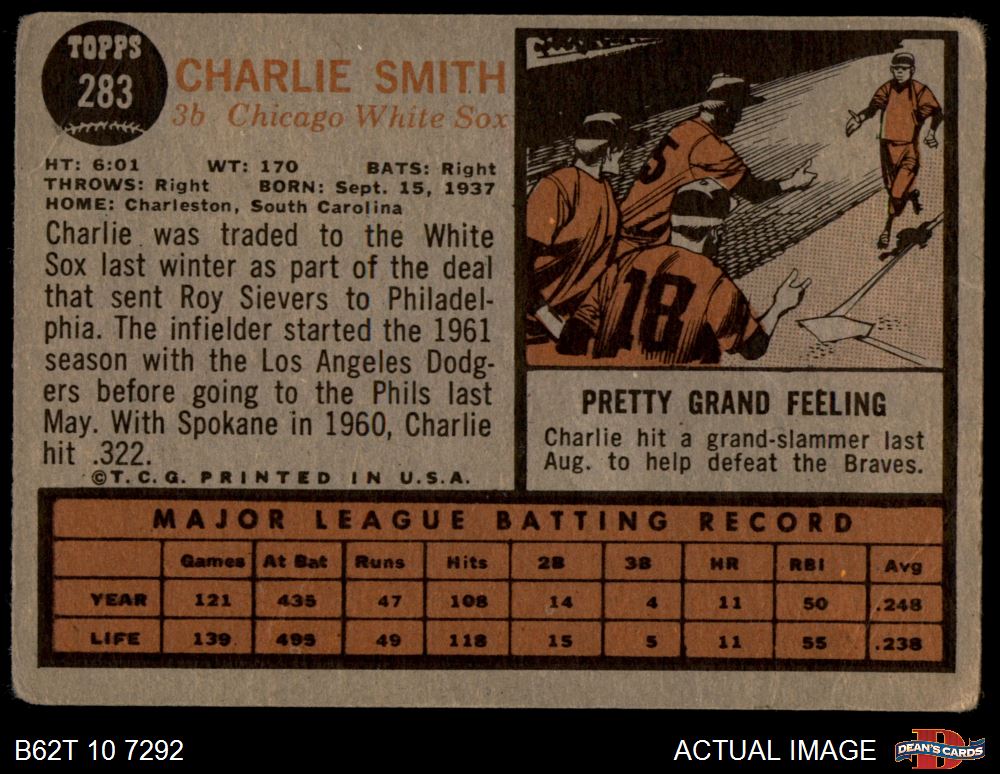 TOPPS
283
CHARLIE SMITH
3b Chicago White Sox
HT: 6:01 WT: 170 BATS: Right
THROWS: Right BORN: Sept. 15, 1937
HOME: Charleston, South Carolina
Charlie was traded to the White
Sox last winter as part of the deal
that sent Roy Sievers to Philadel-
phia. The infielder started the 1961
season with the Los Angeles Dodg-
ers before going to the Phils last
May. With Spokane in 1960, Charlie
hit .322.
©T.C.G. PRINTED IN U.S.A.
5
18
PRETTY GRAND FEELING
Charlie hit a grand-slammer last
Aug. to help defeat the Braves.
MAJOR LEAGUE BATTING RECORD
Games At Bat Runs Hits 2B 3B HR RBI Avg
YEAR 121 435 47 108 14 4 11 50 .248
LIFE 139 495 49 118 15 5 11 55 .238
B62T 10 7292
ACTUAL IMAGE
D
DEAN'S CARDS